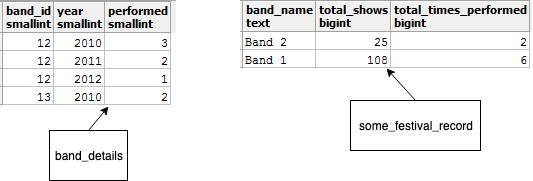 band_id year performed
smallint smallint smallint
12 2010 3
12 2011 2
12 2012 1
13 2010 2
band_details
band_name total_shows total_times_performed
text bigint bigint
Band 2 25 2
Band 1 108 6
some_festival_record